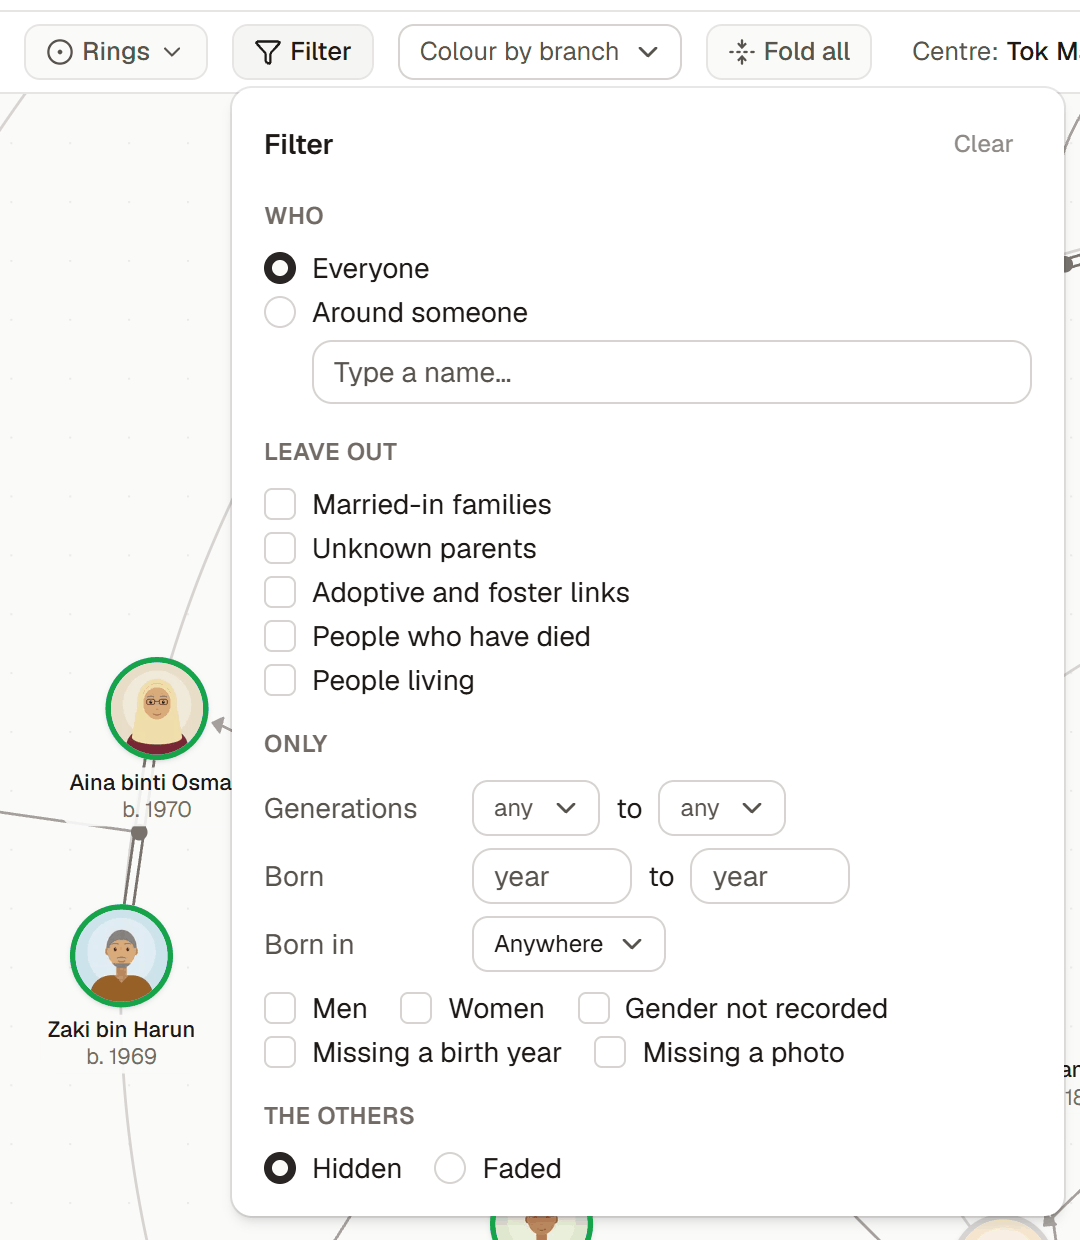 Rings
Filter
Colour by branch
Fold all
Centre: Tok
Filter
Clear
WHO
Everyone
Around someone
Type a name…
LEAVE OUT
Married-in families
Unknown parents
Adoptive and foster links
People who have died
People living
Aina binti Osma
b. 1970
ONLY
Generations any to any
Born year to year
Born in Anywhere
Zaki bin Harun
b. 1969
Men Women Gender not recorded
Missing a birth year Missing a photo
THE OTHERS
Hidden Faded